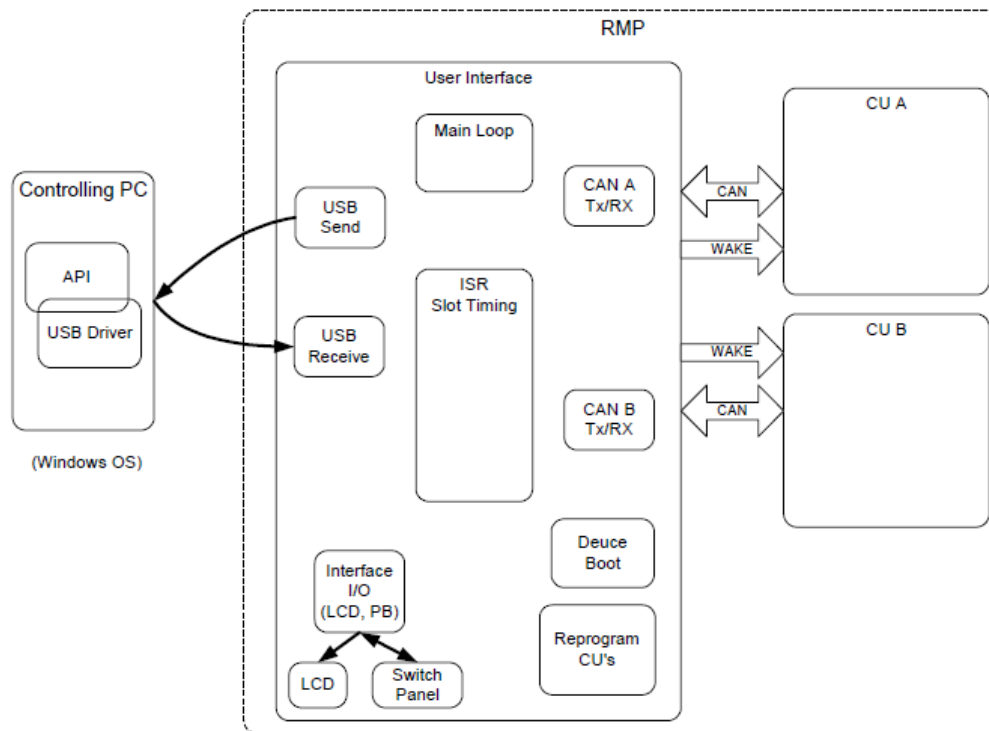 RMP
User Interface
CU A
Main Loop
Controlling PC
API
USB Driver
(Windows OS)
USB
Send
CAN A
Tx/RX
CAN
WAKE
ISR
Slot Timing
USB
Receive
CU B
WAKE
CAN
CAN B
Tx/RX
Deuce
Boot
Interface
I/O
(LCD, PB)
Reprogram
CU's
LCD
Switch
Panel